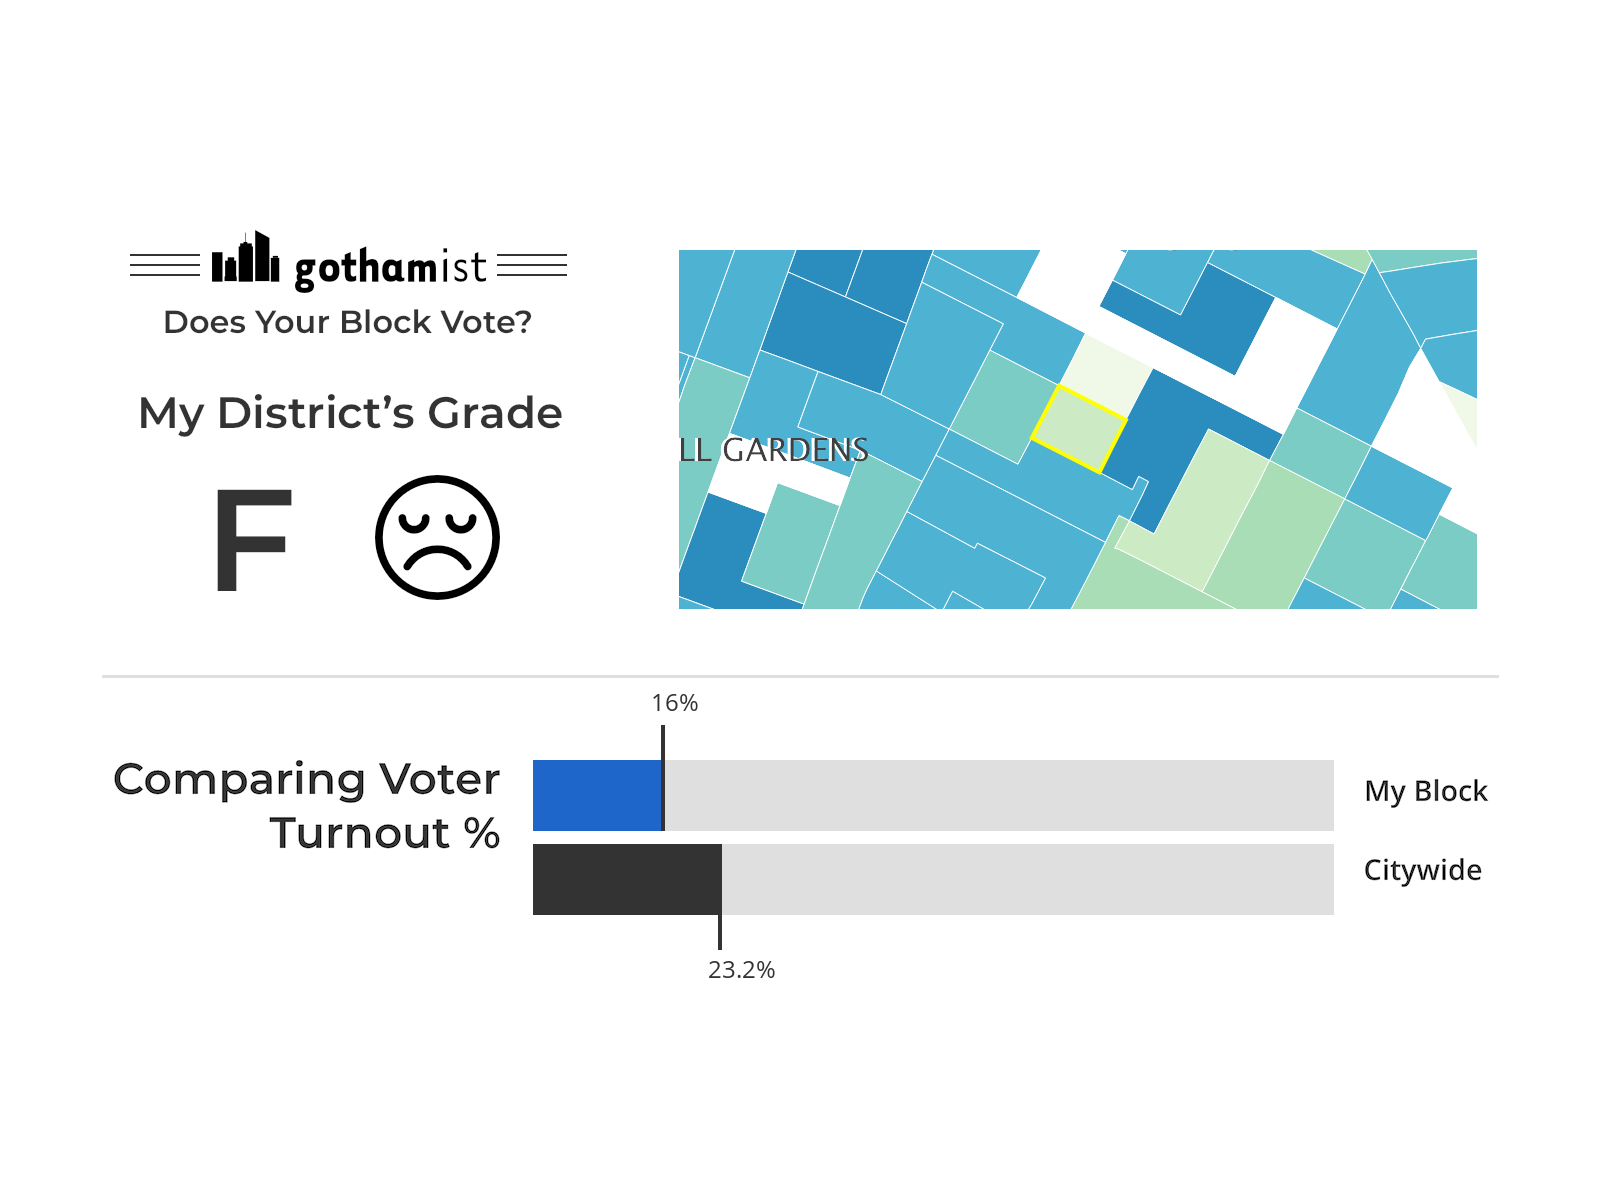 gothamist
Does Your Block Vote?
My District’s Grade
F
LL GARDENS
16%
Comparing Voter
Turnout %
My Block
Citywide
23.2%